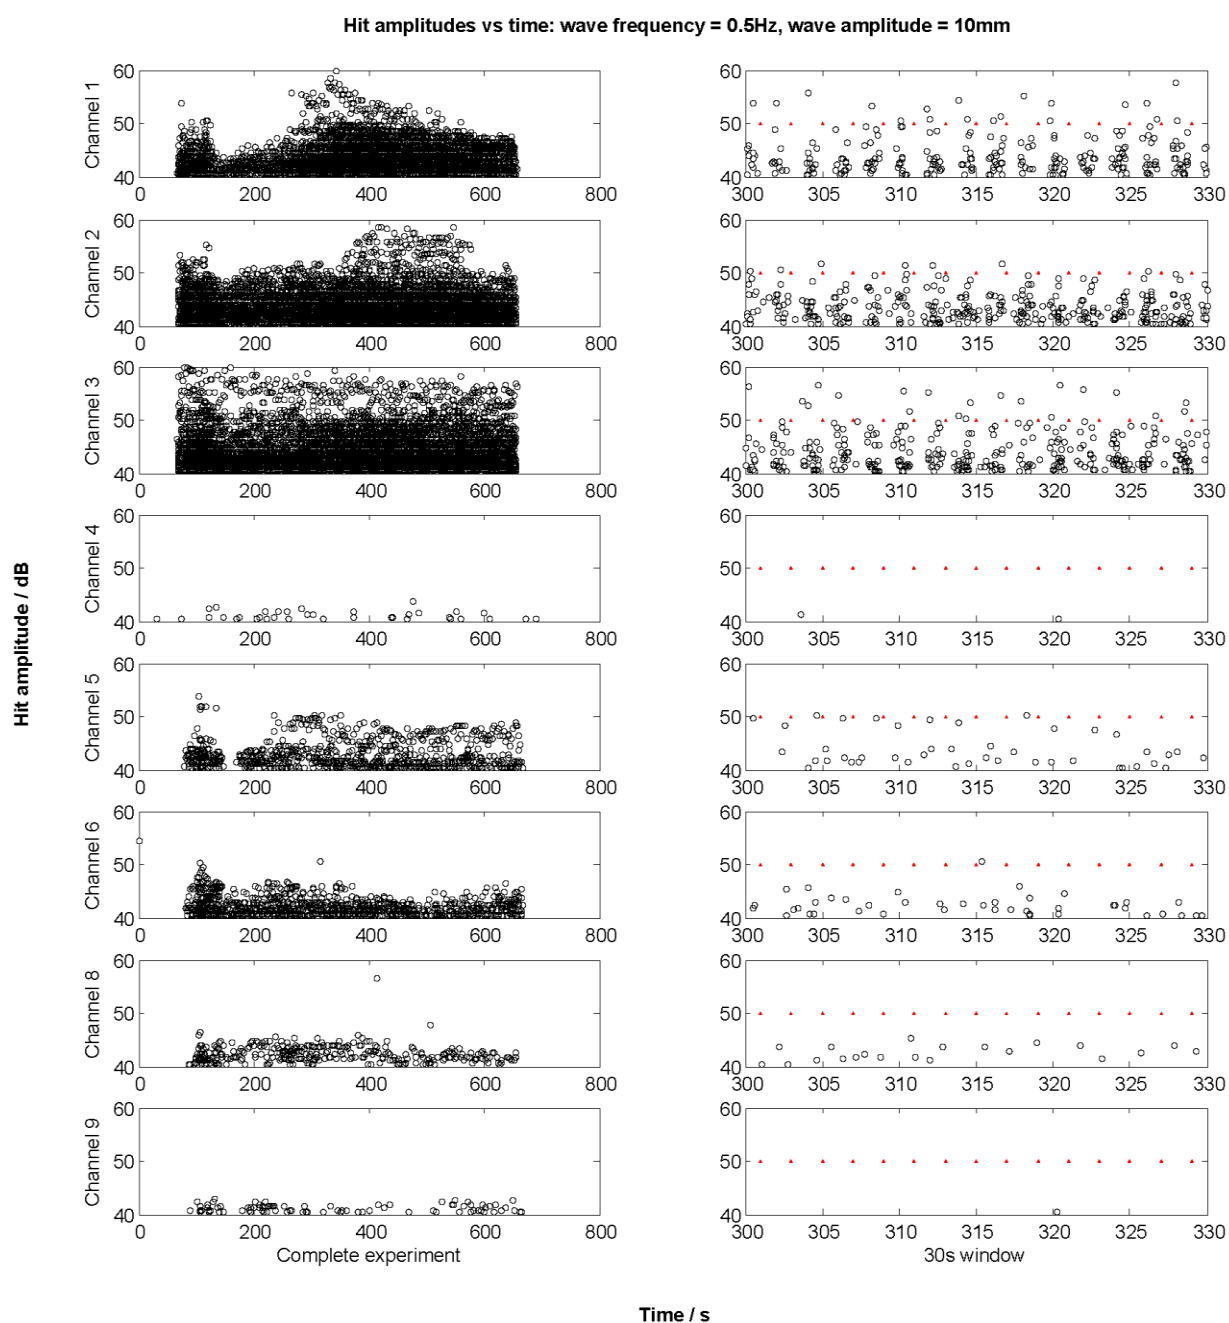 Hit amplitudes vs time: wave frequency = 0.5Hz, wave amplitude = 10mm
Hit amplitude / dB
Channel 1
60
50
40
0 200 400 600 800
60
50
40
300 305 310 315 320 325 330
Channel 2
60
50
40
0 200 400 600 800
60
50
40
300 305 310 315 320 325 330
Channel 3
60
50
40
0 200 400 600 800
60
50
40
300 305 310 315 320 325 330
Channel 4
60
50
40
0 200 400 600 800
60
50
40
300 305 310 315 320 325 330
Channel 5
60
50
40
0 200 400 600 800
60
50
40
300 305 310 315 320 325 330
Channel 6
60
50
40
0 200 400 600 800
60
50
40
300 305 310 315 320 325 330
Channel 8
60
50
40
0 200 400 600 800
60
50
40
300 305 310 315 320 325 330
Channel 9
60
50
40
0 200 400 600 800
Complete experiment
60
50
40
300 305 310 315 320 325 330
30s window
Time / s